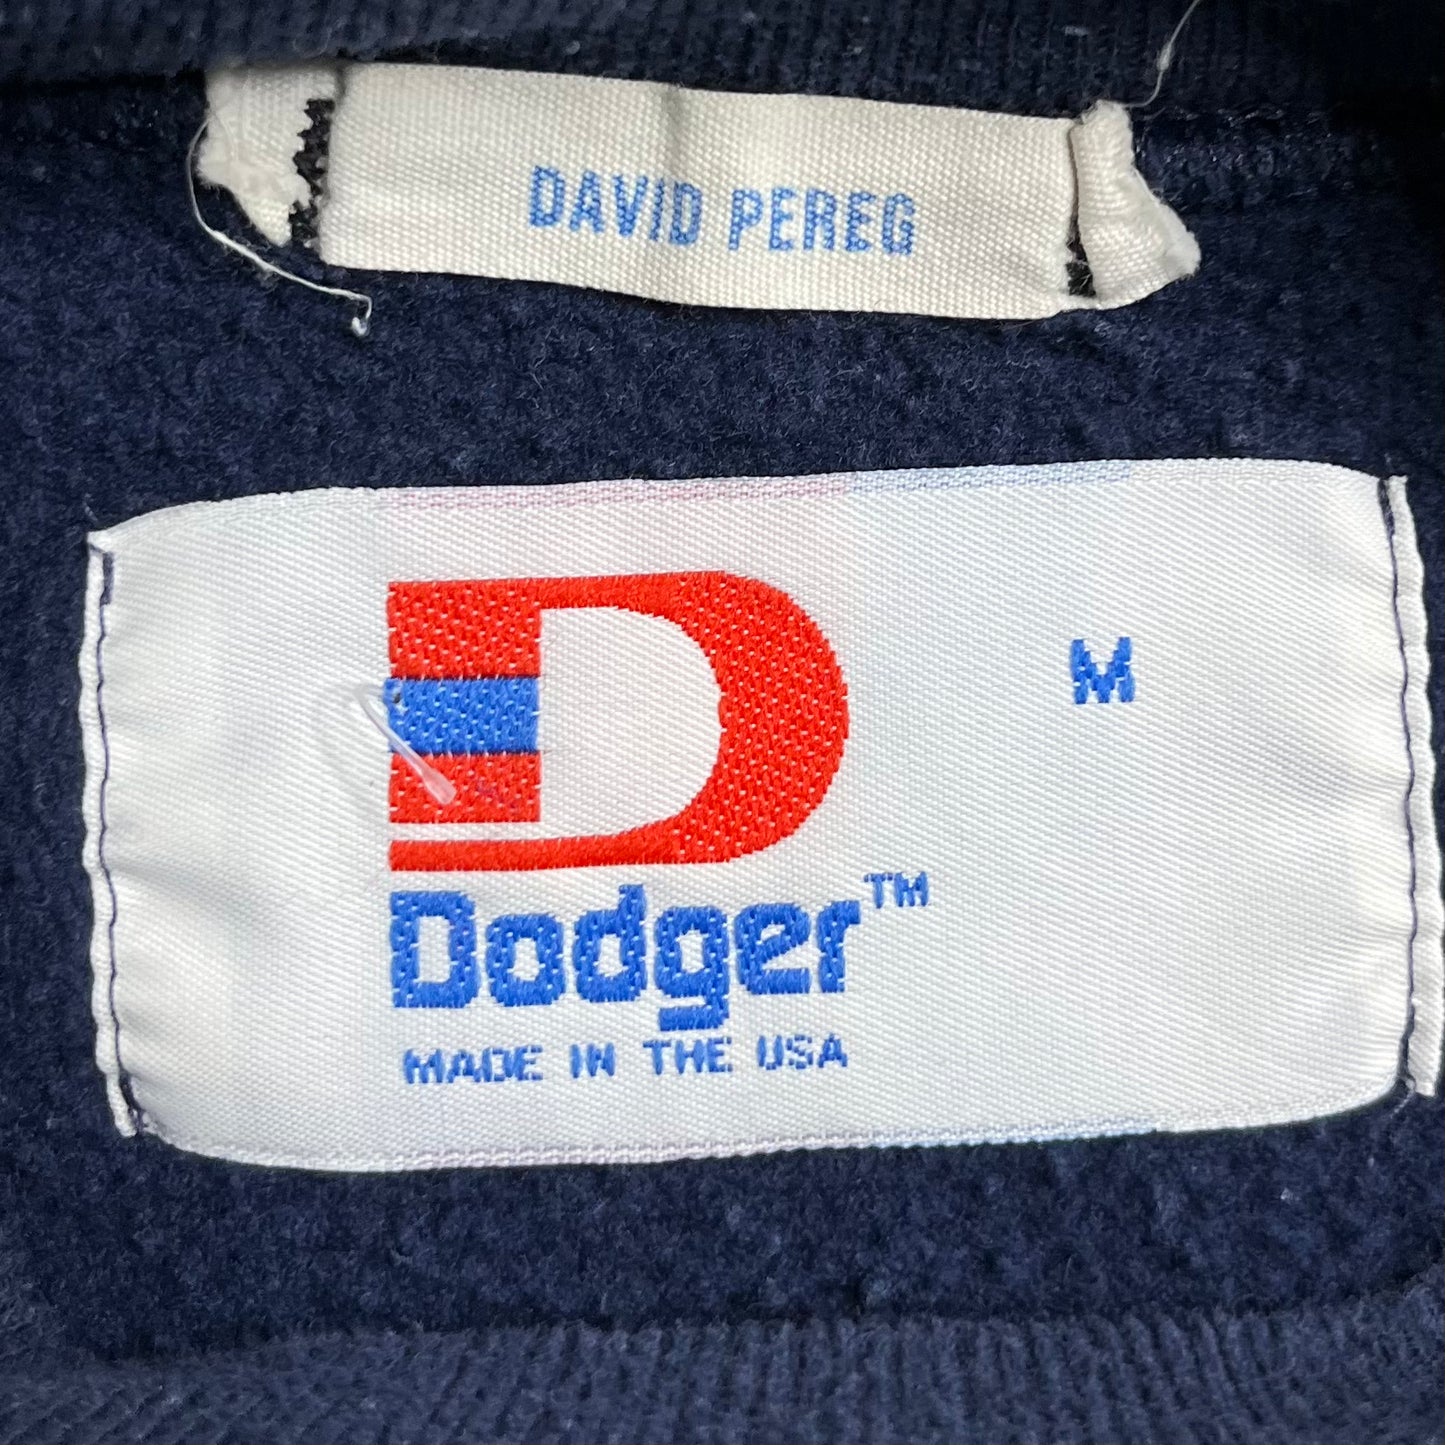 DAVID PEREG
D
M
Dodger™
MADE IN THE USA